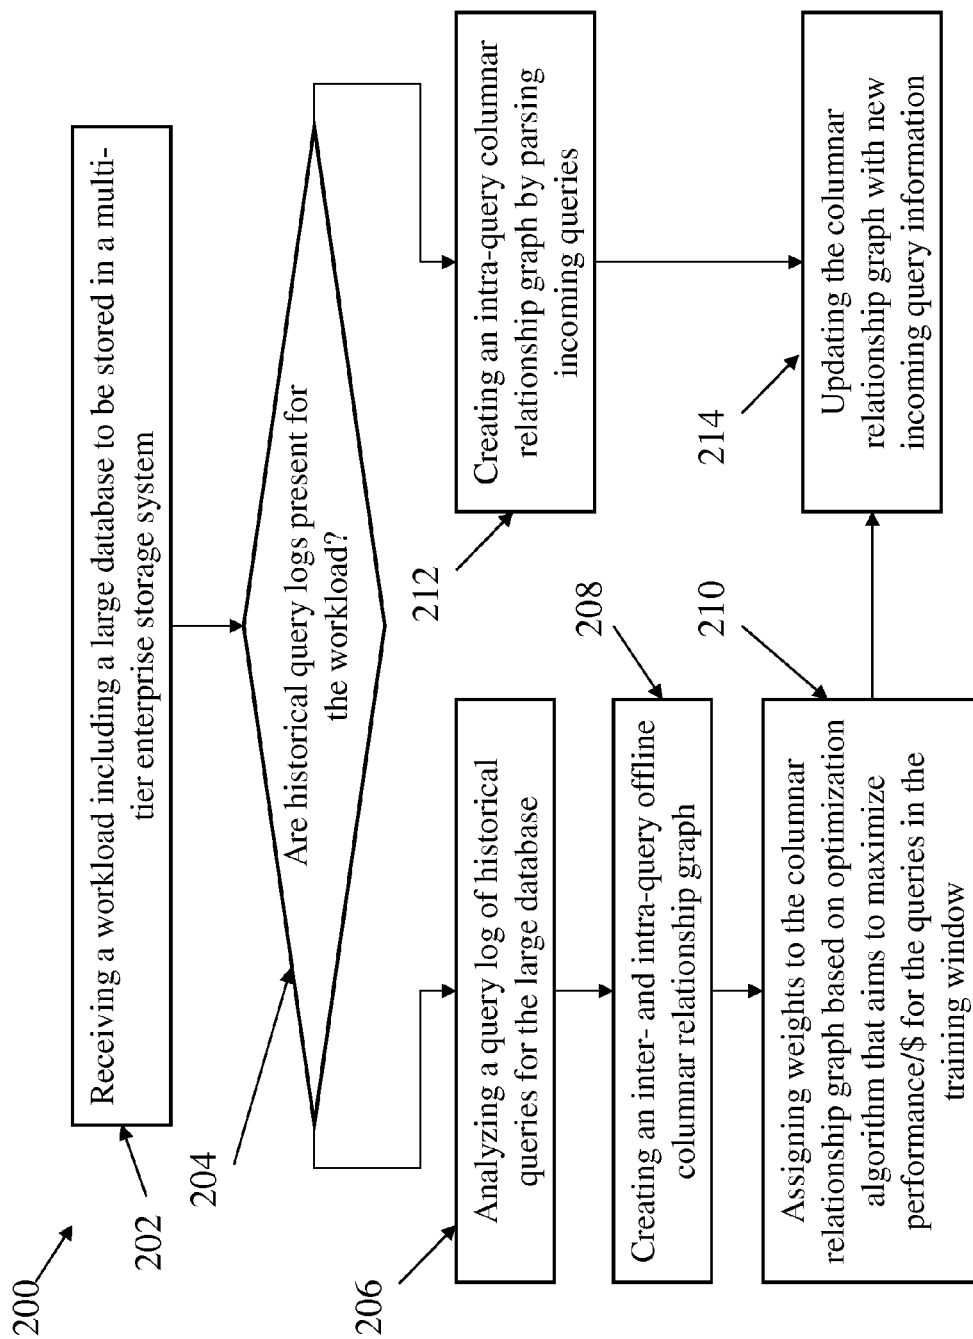 200
202
Receiving a workload including a large database to be stored in a multi-
tier enterprise storage system
204
Are historical query logs present for
the workload?
206
Analyzing a query log of historical
queries for the large database
208
Creating an inter- and intra-query offline
columnar relationship graph
210
Assigning weights to the columnar
relationship graph based on optimization
algorithm that aims to maximize
performance/$ for the queries in the
training window
212
Creating an intra-query columnar
relationship graph by parsing
incoming queries
214
Updating the columnar
relationship graph with new
incoming query information